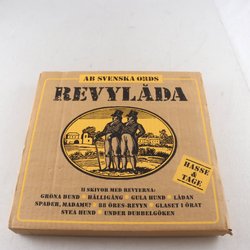 AB SVENSKA ORDS
REVYLÅDA
HASSE
&
TAGE
11 SKIVOR MED REVYERNA:
GRÖNA HUND • HÅLLIGÅNG • GULA HUND • LÅDAN
SPADER, MADAME! • 88 ÖRES-REVYN • GLASET I ÖRAT
SVEA HUND • UNDER DUBBELGÖKEN